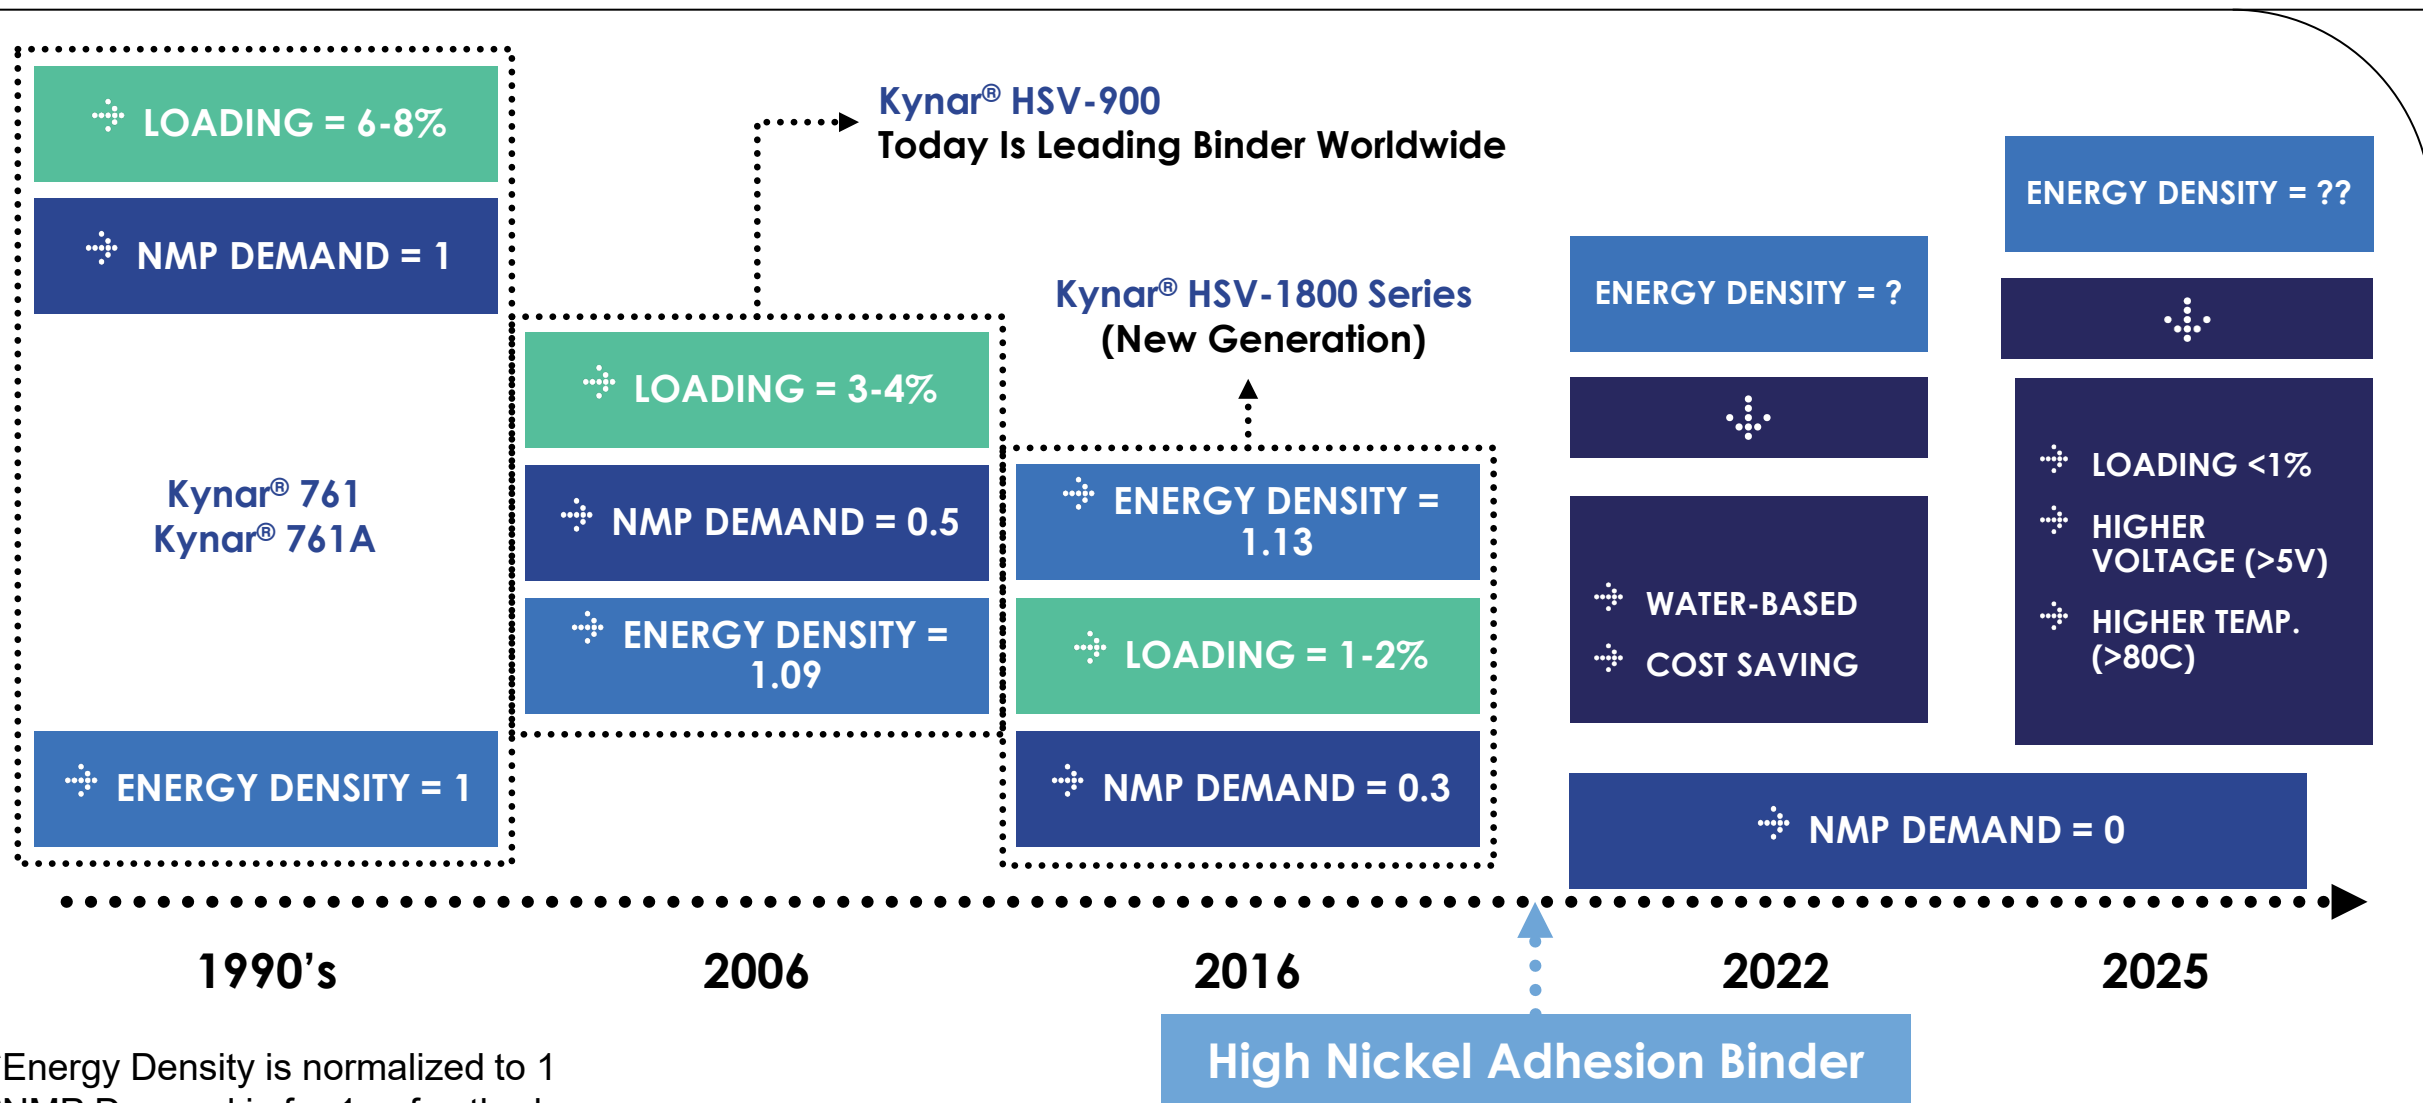 LOADING = 6-8%
NMP DEMAND = 1
Kynar® 761
Kynar® 761A
ENERGY DENSITY = 1
Kynar® HSV-900
Today Is Leading Binder Worldwide
LOADING = 3-4%
NMP DEMAND = 0.5
ENERGY DENSITY =
1.09
Kynar® HSV-1800 Series
(New Generation)
ENERGY DENSITY =
1.13
LOADING = 1-2%
NMP DEMAND = 0.3
ENERGY DENSITY = ?
WATER-BASED
COST SAVING
ENERGY DENSITY = ??
LOADING <1%
HIGHER
VOLTAGE (>5V)
HIGHER TEMP.
(>80C)
NMP DEMAND = 0
1990's
2006
2016
2022
2025
High Nickel Adhesion Binder
Energy Density is normalized to 1